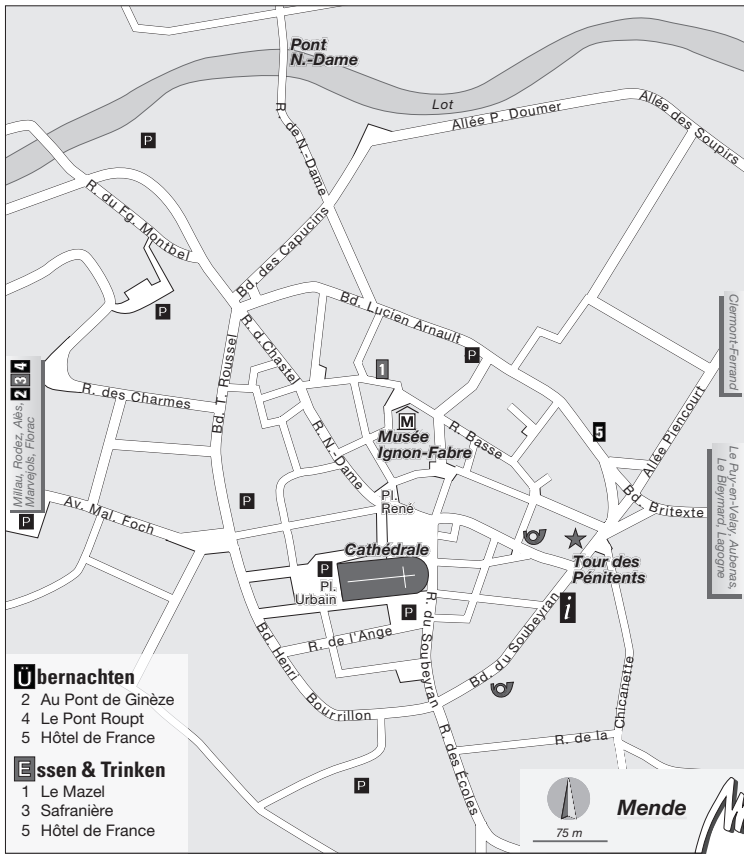 Pont
N.-Dame
Lot
Allée P. Doumer
Allée des Soupirs
R. de N.-Dame
P
R. du Fg. Montbel
Bd. des Capucins
P
Bd. Lucien Arnault
Clermont-Ferrand
R. d. Chastel
Bd. T. Roussel
P
1
2 3 4
Millau, Rodez, Alès,
Marvejols, Florac
R. des Charmes
M
Musée
Ignon-Fabre
R. Basse
5
Allée Piencourt
R. N.-Dame
Le Puy-en-Velay, Aubenas,
Le Bleymard, Lagogne
Bd. Britexte
Pl.
René
P
Av. Mal. Foch
P
Cathédrale
Tour des
Pénitents
P
Pl.
Urbain
P
i
R. de l'Ange
R. du Soubeyran
Bd. du Soubeyran
Bd. Henri
Bourrillon
R. des Écoles
R. de la
Chicanette
P
Übernachten
2 Au Pont de Ginèze
4 Le Pont Roupt
5 Hôtel de France
Essen & Trinken
1 Le Mazel
3 Safranière
5 Hôtel de France
75 m
Mende